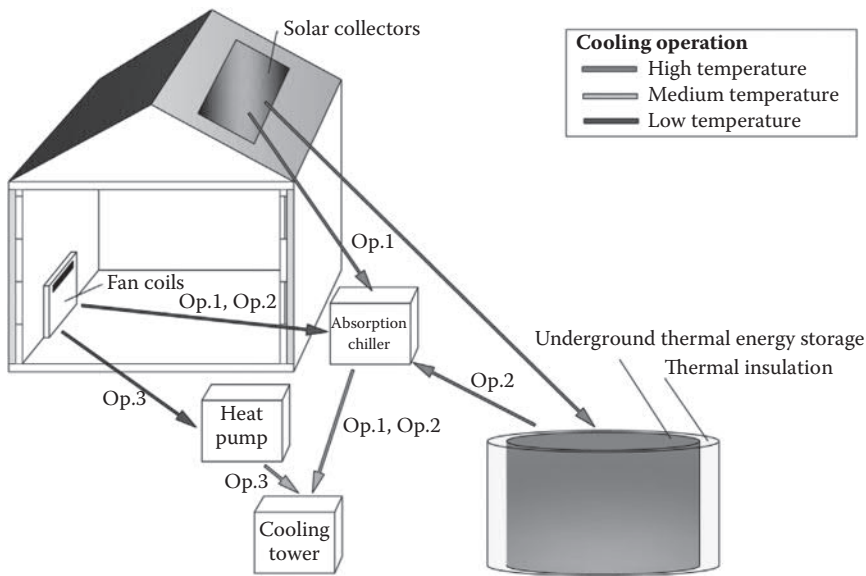 Solar collectors
Cooling operation
High temperature
Medium temperature
Low temperature
Op.1
Fan coils
Op.1, Op.2
Absorption
chiller
Underground thermal energy storage
Thermal insulation
Op.2
Op.3
Heat
pump
Op.1, Op.2
Op.3
Cooling
tower